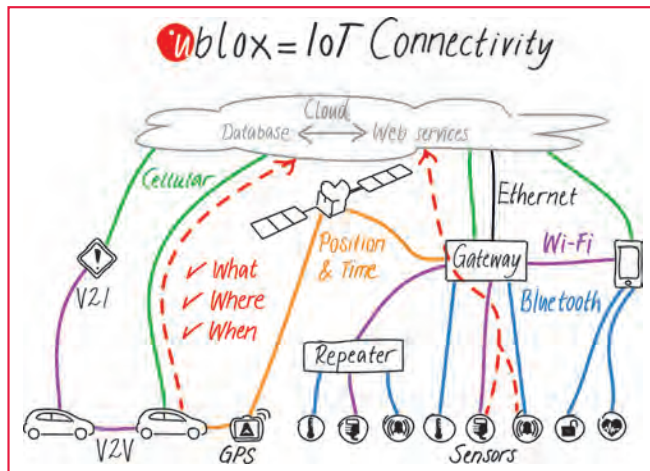 ublox = IoT Connectivity
Cloud
Database Web services
Cellular
Ethernet
Position
& Time
Wi-Fi
Gateway
! V2I
✓ What
✓ Where
✓ When
Bluetooth
Repeater
V2V
A
GPS
Sensors